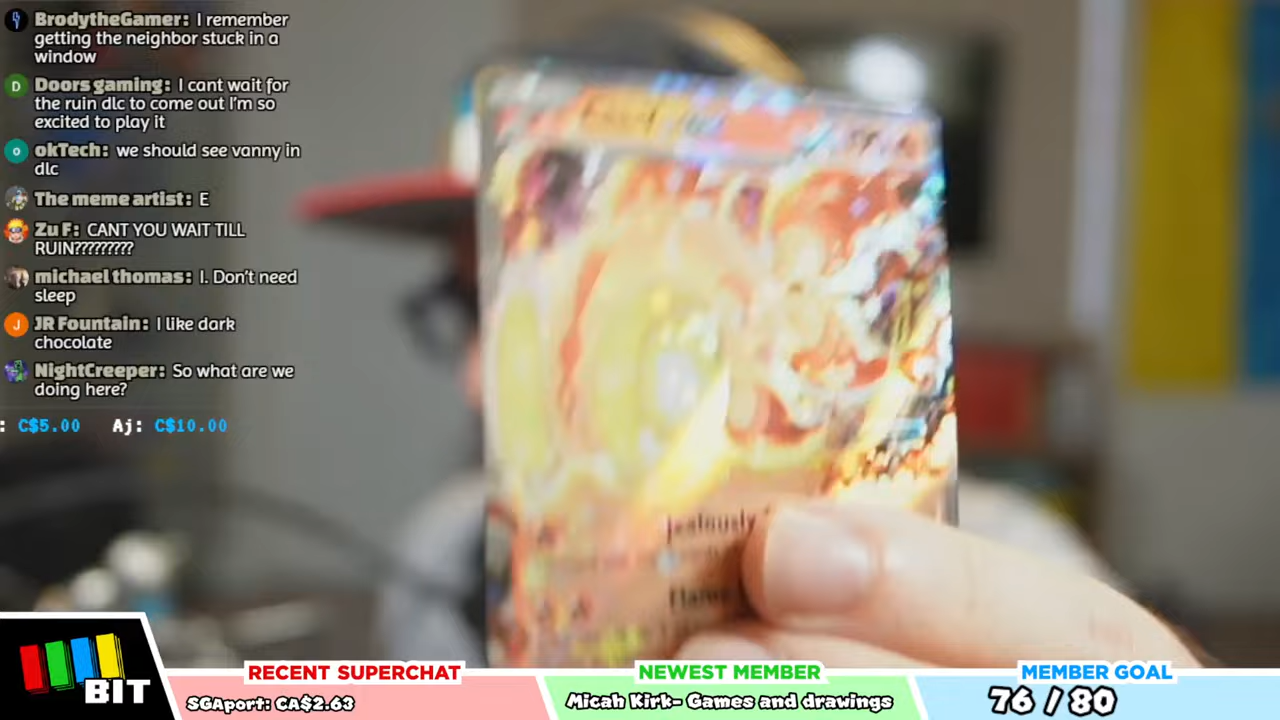 BrodytheGamer: I remember
getting the neighbor stuck in a
window
D
Doors gaming: I cant wait for
the ruin dlc to come out I'm so
excited to play it
o
okTech: we should see vanny in
dlc
The meme artist: E
Zu F: CANT YOU WAIT TILL
RUIN?????????
michael thomas: I. Don't need
sleep
J
JR Fountain: I like dark
chocolate
NightCreeper: So what are we
doing here?
: C$5.00 Aj: C$10.00
Jealously
Flame
BIT
RECENT SUPERCHAT
SGAport: CA$2.63
NEWEST MEMBER
Micah Kirk- Games and drawings
MEMBER GOAL
76 / 80